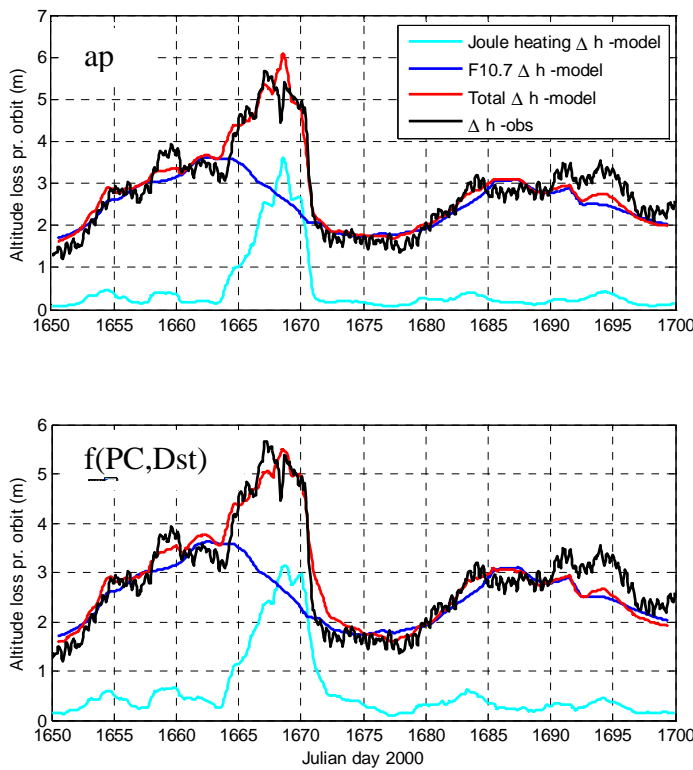 ap
Joule heating Δ h -model
F10.7 Δ h -model
Total Δ h -model
Δ h -obs
Altitude loss pr. orbit (m)
7
6
5
4
3
2
1
0
1650 1655 1660 1665 1670 1675 1680 1685 1690 1695 1700
f(PC,Dst)
Altitude loss pr. orbit (m)
6
5
4
3
2
1
0
1650 1655 1660 1665 1670 1675 1680 1685 1690 1695 1700
Julian day 2000